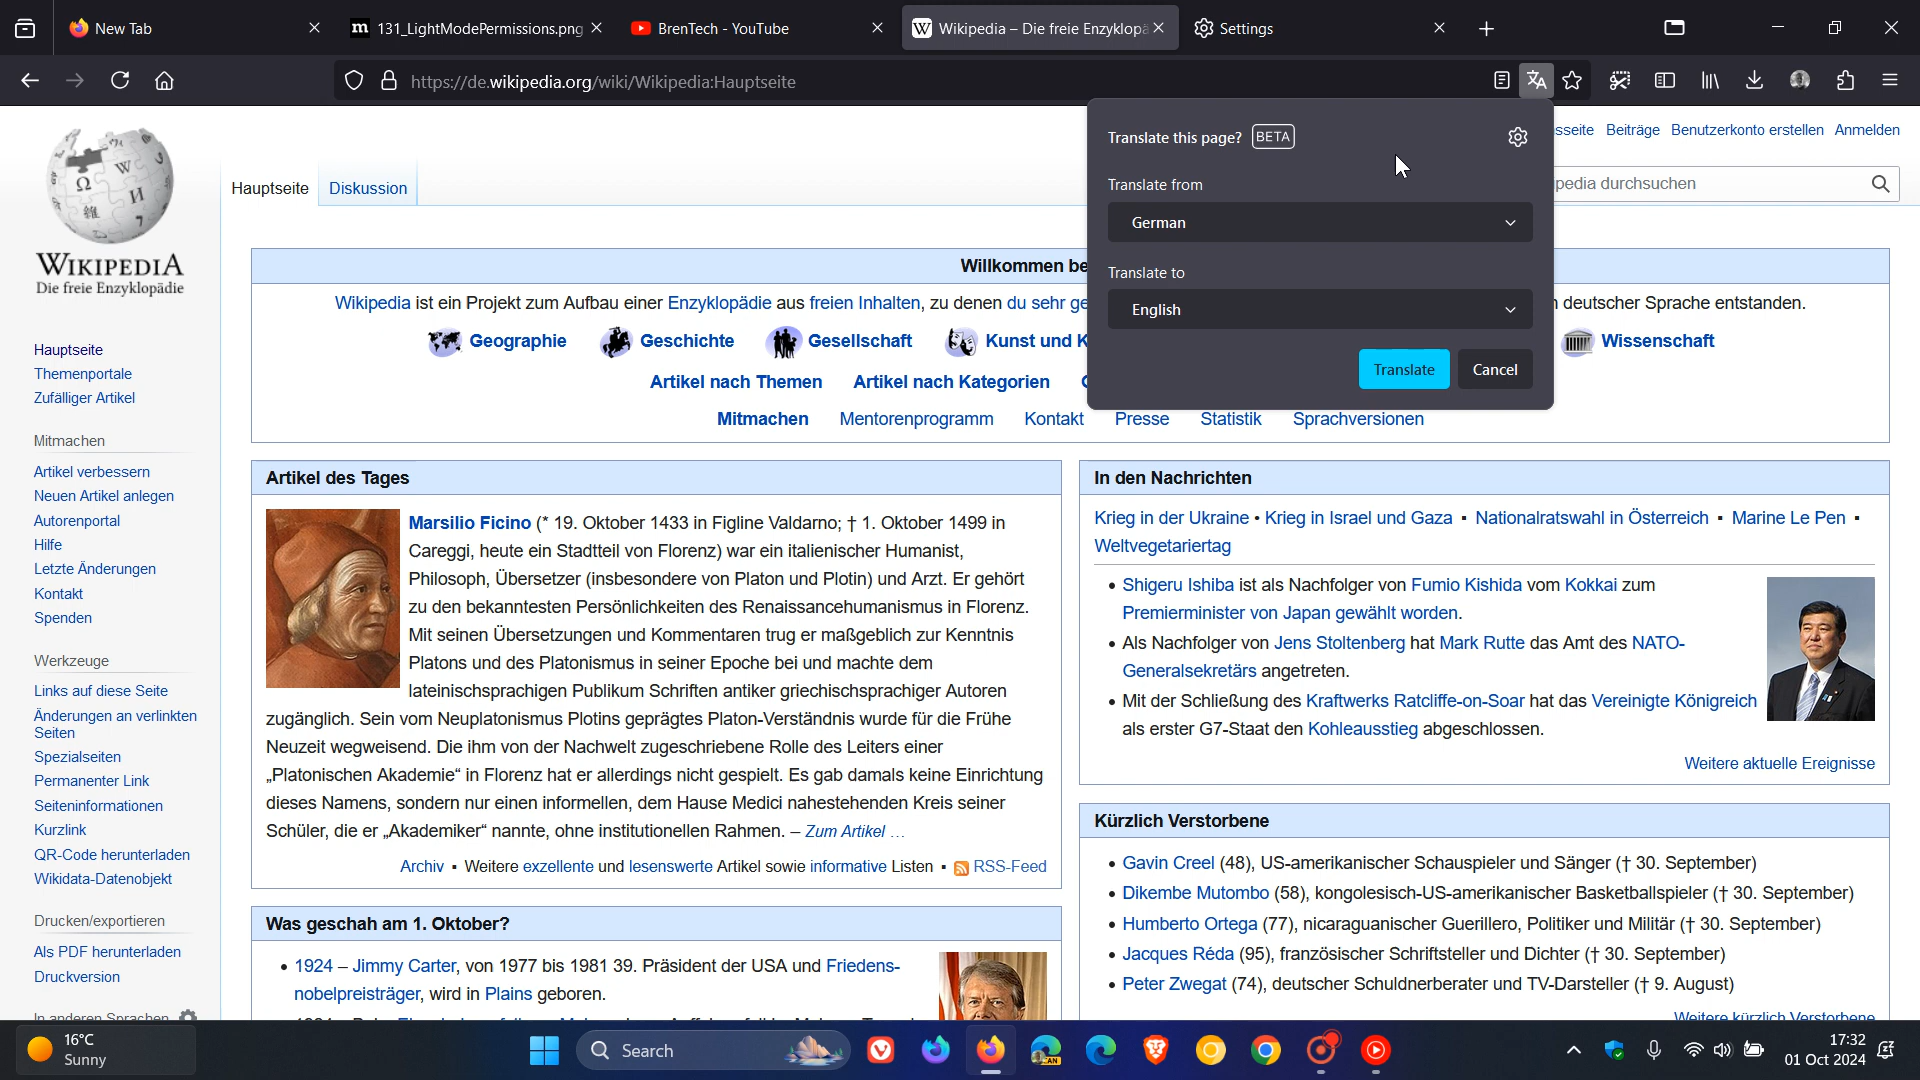 New Tab
131_LightModePermissions.png
BrenTech - YouTube
Wikipedia – Die freie Enzyklopä
Settings
https://de.wikipedia.org/wiki/Wikipedia:Hauptseite
Translate this page? BETA
Translate from
German
Translate to
English
Translate Cancel
sseite Beiträge Benutzerkonto erstellen Anmelden
Hauptseite Diskussion
pedia durchsuchen
WIKIPEDIA
Die freie Enzyklopädie
Hauptseite
Themenportale
Zufälliger Artikel
Mitmachen
Artikel verbessern
Neuen Artikel anlegen
Autorenportal
Hilfe
Letzte Änderungen
Kontakt
Spenden
Werkzeuge
Links auf diese Seite
Änderungen an verlinkten
Seiten
Spezialseiten
Permanenter Link
Seiteninformationen
Kurzlink
QR-Code herunterladen
Wikidata-Datenobjekt
Drucken/exportieren
Als PDF herunterladen
Druckversion
In anderen Sprachen
Willkommen be
Wikipedia ist ein Projekt zum Aufbau einer Enzyklopädie aus freien Inhalten, zu denen du sehr ge
deutscher Sprache entstanden.
Geographie Geschichte Gesellschaft Kunst und K Wissenschaft
Artikel nach Themen Artikel nach Kategorien
Mitmachen Mentorenprogramm Kontakt Presse Statistik Sprachversionen
Artikel des Tages
Marsilio Ficino (* 19. Oktober 1433 in Figline Valdarno; † 1. Oktober 1499 in
Careggi, heute ein Stadtteil von Florenz) war ein italienischer Humanist,
Philosoph, Übersetzer (insbesondere von Platon und Plotin) und Arzt. Er gehört
zu den bekanntesten Persönlichkeiten des Renaissancehumanismus in Florenz.
Mit seinen Übersetzungen und Kommentaren trug er maßgeblich zur Kenntnis
Platons und des Platonismus in seiner Epoche bei und machte dem
lateinischsprachigen Publikum Schriften antiker griechischsprachiger Autoren
zugänglich. Sein vom Neuplatonismus Plotins geprägtes Platon-Verständnis wurde für die Frühe
Neuzeit wegweisend. Die ihm von der Nachwelt zugeschriebene Rolle des Leiters einer
„Platonischen Akademie“ in Florenz hat er allerdings nicht gespielt. Es gab damals keine Einrichtung
dieses Namens, sondern nur einen informellen, dem Hause Medici nahestehenden Kreis seiner
Schüler, die er „Akademiker“ nannte, ohne institutionellen Rahmen. – Zum Artikel …
Archiv ▪ Weitere exzellente und lesenswerte Artikel sowie informative Listen ▪ RSS-Feed
Was geschah am 1. Oktober?
• 1924 – Jimmy Carter, von 1977 bis 1981 39. Präsident der USA und Friedens-
nobelpreisträger, wird in Plains geboren.
In den Nachrichten
Krieg in der Ukraine • Krieg in Israel und Gaza ▪ Nationalratswahl in Österreich ▪ Marine Le Pen ▪
Weltvegetariertag
• Shigeru Ishiba ist als Nachfolger von Fumio Kishida vom Kokkai zum
Premierminister von Japan gewählt worden.
• Als Nachfolger von Jens Stoltenberg hat Mark Rutte das Amt des NATO-
Generalsekretärs angetreten.
• Mit der Schließung des Kraftwerks Ratcliffe-on-Soar hat das Vereinigte Königreich
als erster G7-Staat den Kohleausstieg abgeschlossen.
Weitere aktuelle Ereignisse
Kürzlich Verstorbene
• Gavin Creel (48), US-amerikanischer Schauspieler und Sänger († 30. September)
• Dikembe Mutombo (58), kongolesisch-US-amerikanischer Basketballspieler († 30. September)
• Humberto Ortega (77), nicaraguanischer Guerillero, Politiker und Militär († 30. September)
• Jacques Réda (95), französischer Schriftsteller und Dichter († 30. September)
• Peter Zwegat (74), deutscher Schuldnerberater und TV-Darsteller († 9. August)
Weitere kürzlich Verstorbene
16°C
Sunny
Search
CAN
17:32
01 Oct 2024